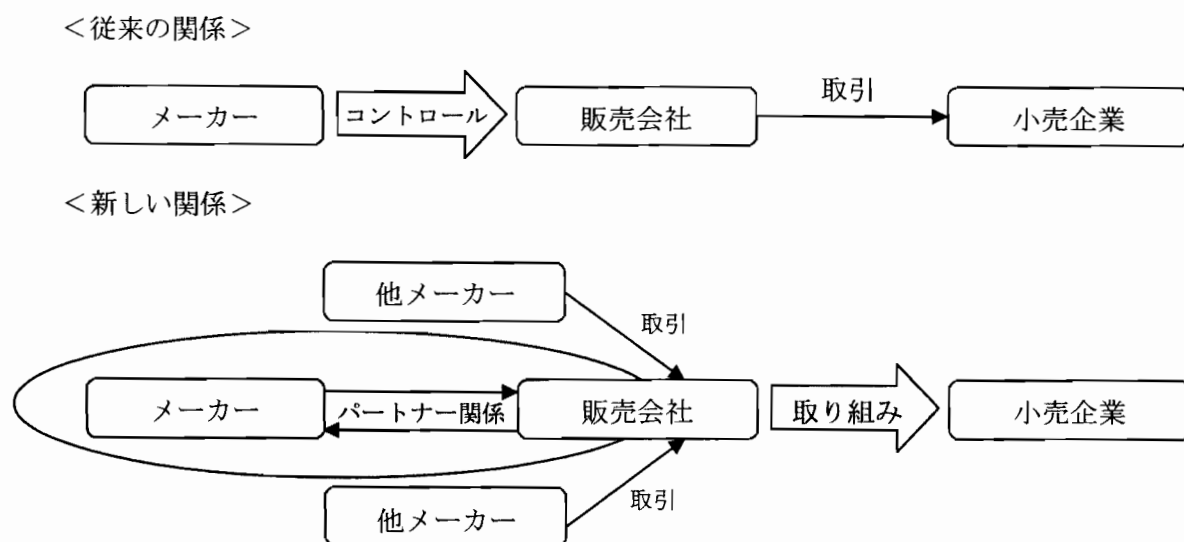 ＜従来の関係＞
取引
メーカー
コントロール
販売会社
小売企業
＜新しい関係＞
他メーカー
取引
メーカー
パートナー関係
販売会社
取り組み
小売企業
他メーカー
取引